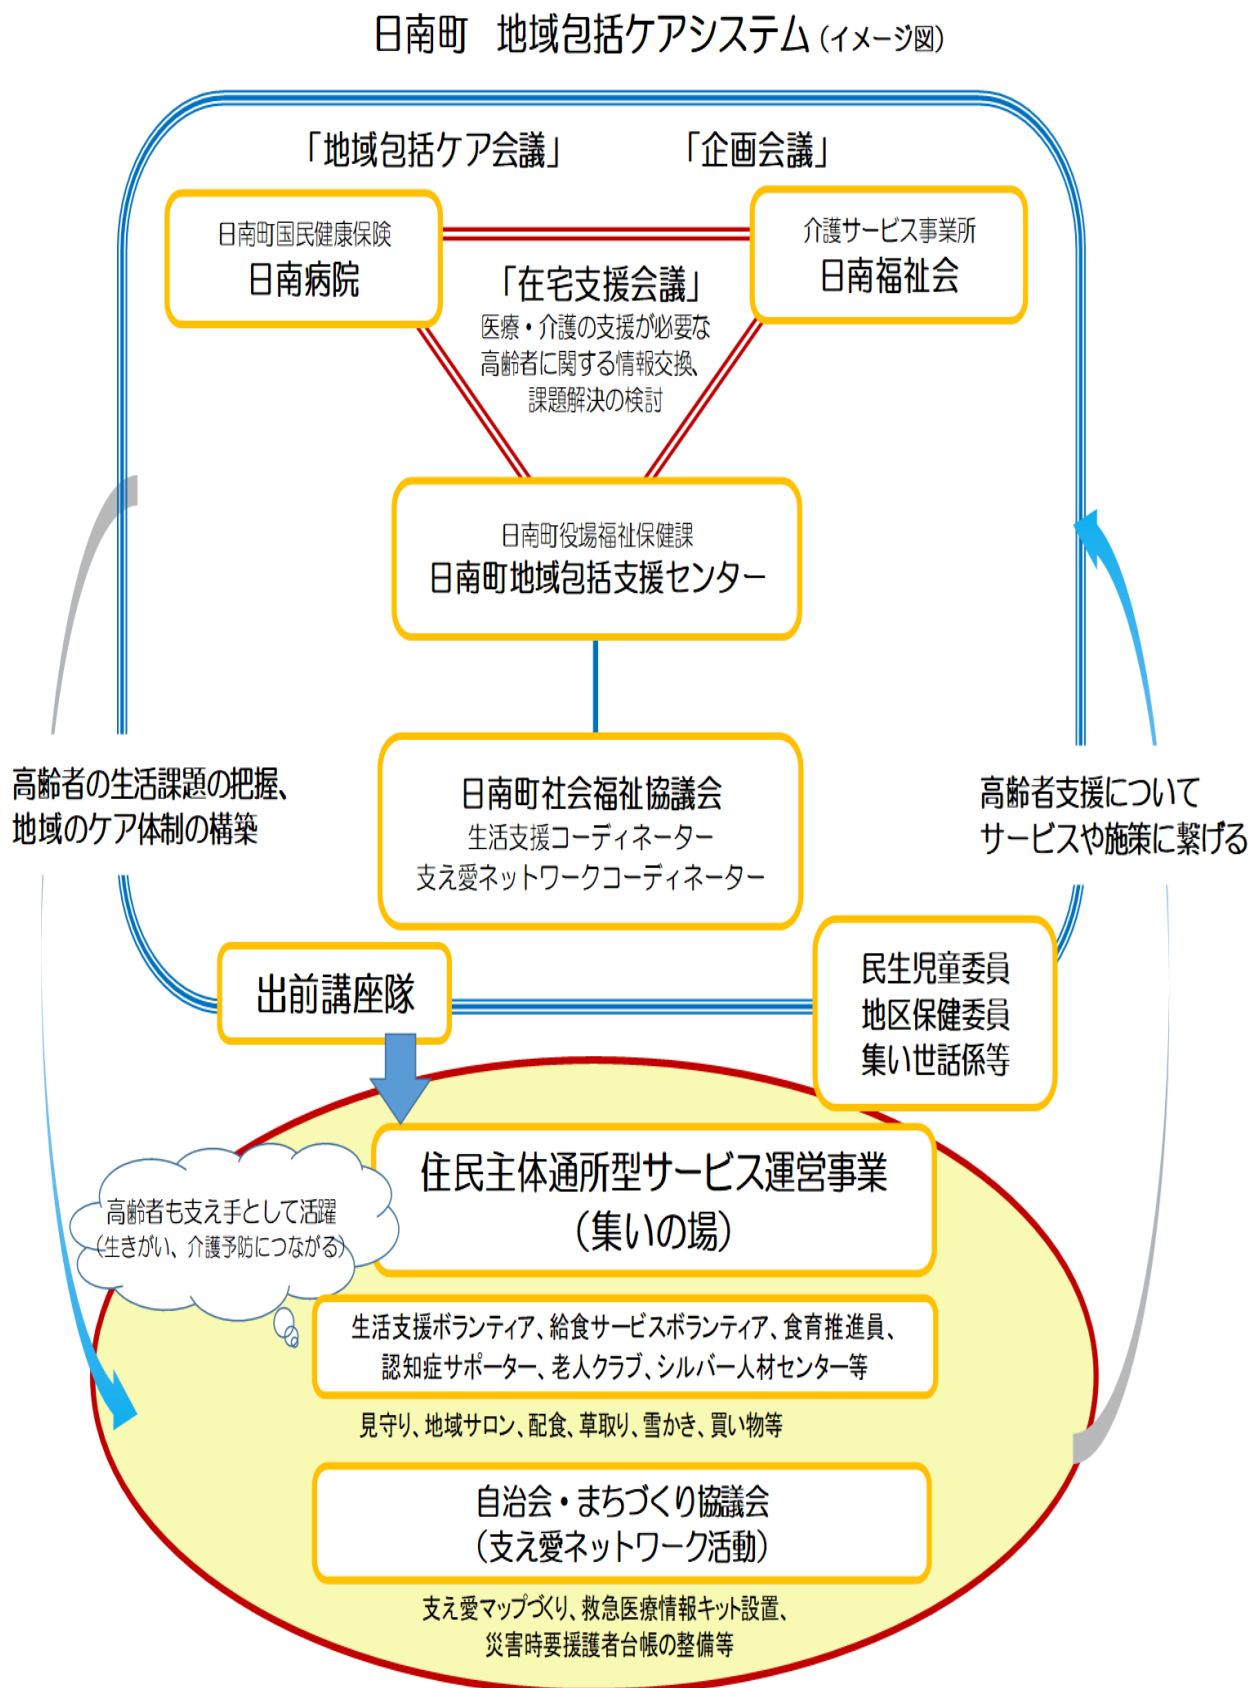 日南町 地域包括ケアシステム(イメージ図)
「地域包括ケア会議」 「企画会議」
日南町国民健康保険
日南病院
介護サービス事業所
日南福祉会
「在宅支援会議」
医療・介護の支援が必要な
高齢者に関する情報交換、
課題解決の検討
日南町役場福祉保健課
日南町地域包括支援センター
日南町社会福祉協議会
生活支援コーディネーター
支え愛ネットワークコーディネーター
高齢者の生活課題の把握、
地域のケア体制の構築
高齢者支援について
サービスや施策に繋げる
出前講座隊
民生児童委員
地区保健委員
集い世話係等
住民主体通所型サービス運営事業
(集いの場)
高齢者も支え手として活躍
(生きがい、介護予防につながる)
生活支援ボランティア、給食サービスボランティア、食育推進員、
認知症サポーター、老人クラブ、シルバー人材センター等
見守り、地域サロン、配食、草取り、雪かき、買い物等
自治会・まちづくり協議会
(支え愛ネットワーク活動)
支え愛マップづくり、救急医療情報キット設置、
災害時要援護者台帳の整備等